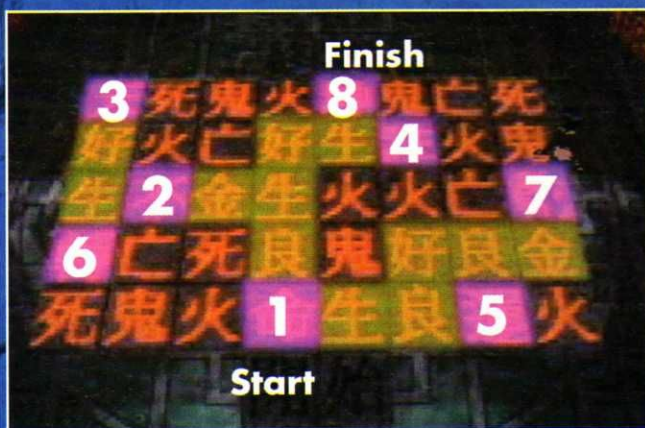 Finish
3 死 鬼 火 8 鬼 亡 死
好 火 亡 好 生 4 火 鬼
生 2 金 生 火 火 亡 7
6 亡 死 良 鬼 好 良 金
死 鬼 火 1 生 良 5 火
Start